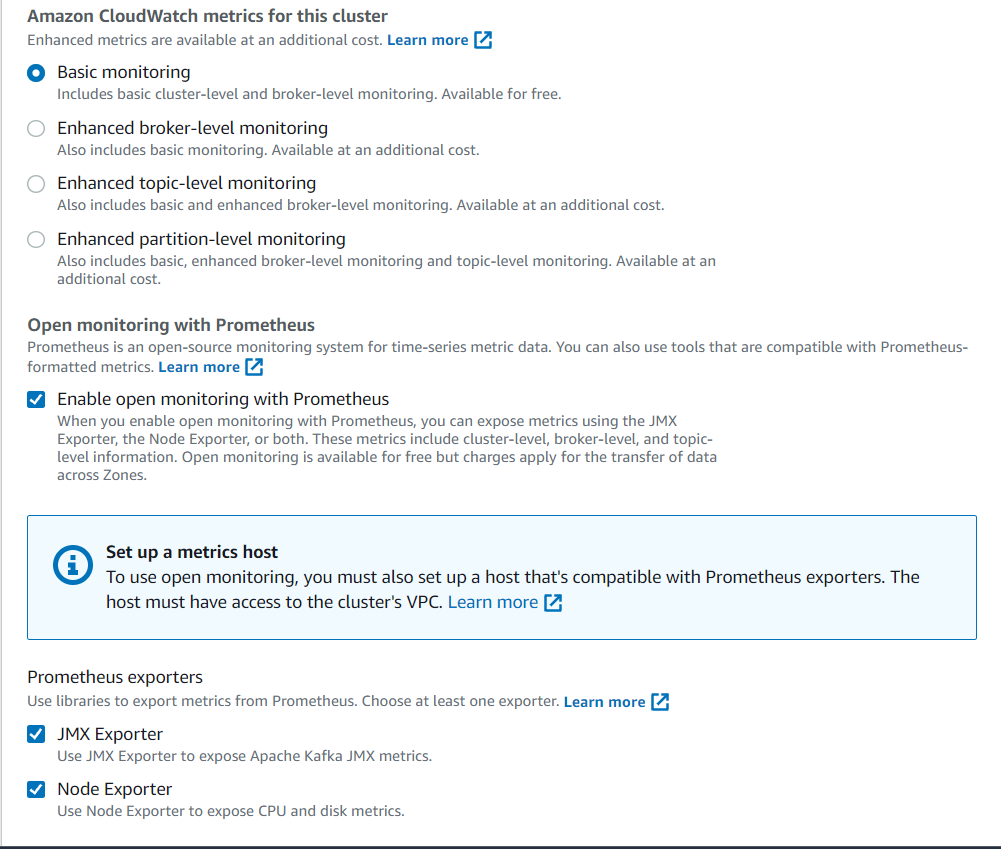 Amazon CloudWatch metrics for this cluster
Enhanced metrics are available at an additional cost. Learn more
Basic monitoring
Includes basic cluster-level and broker-level monitoring. Available for free.
Enhanced broker-level monitoring
Also includes basic monitoring. Available at an additional cost.
Enhanced topic-level monitoring
Also includes basic and enhanced broker-level monitoring. Available at an additional cost.
Enhanced partition-level monitoring
Also includes basic, enhanced broker-level monitoring and topic-level monitoring. Available at an
additional cost.
Open monitoring with Prometheus
Prometheus is an open-source monitoring system for time-series metric data. You can also use tools that are compatible with Prometheus-
formatted metrics. Learn more
Enable open monitoring with Prometheus
When you enable open monitoring with Prometheus, you can expose metrics using the JMX
Exporter, the Node Exporter, or both. These metrics include cluster-level, broker-level, and topic-
level information. Open monitoring is available for free but charges apply for the transfer of data
across Zones.
Set up a metrics host
To use open monitoring, you must also set up a host that's compatible with Prometheus exporters. The
host must have access to the cluster's VPC. Learn more
Prometheus exporters
Use libraries to export metrics from Prometheus. Choose at least one exporter. Learn more
JMX Exporter
Use JMX Exporter to expose Apache Kafka JMX metrics.
Node Exporter
Use Node Exporter to expose CPU and disk metrics.